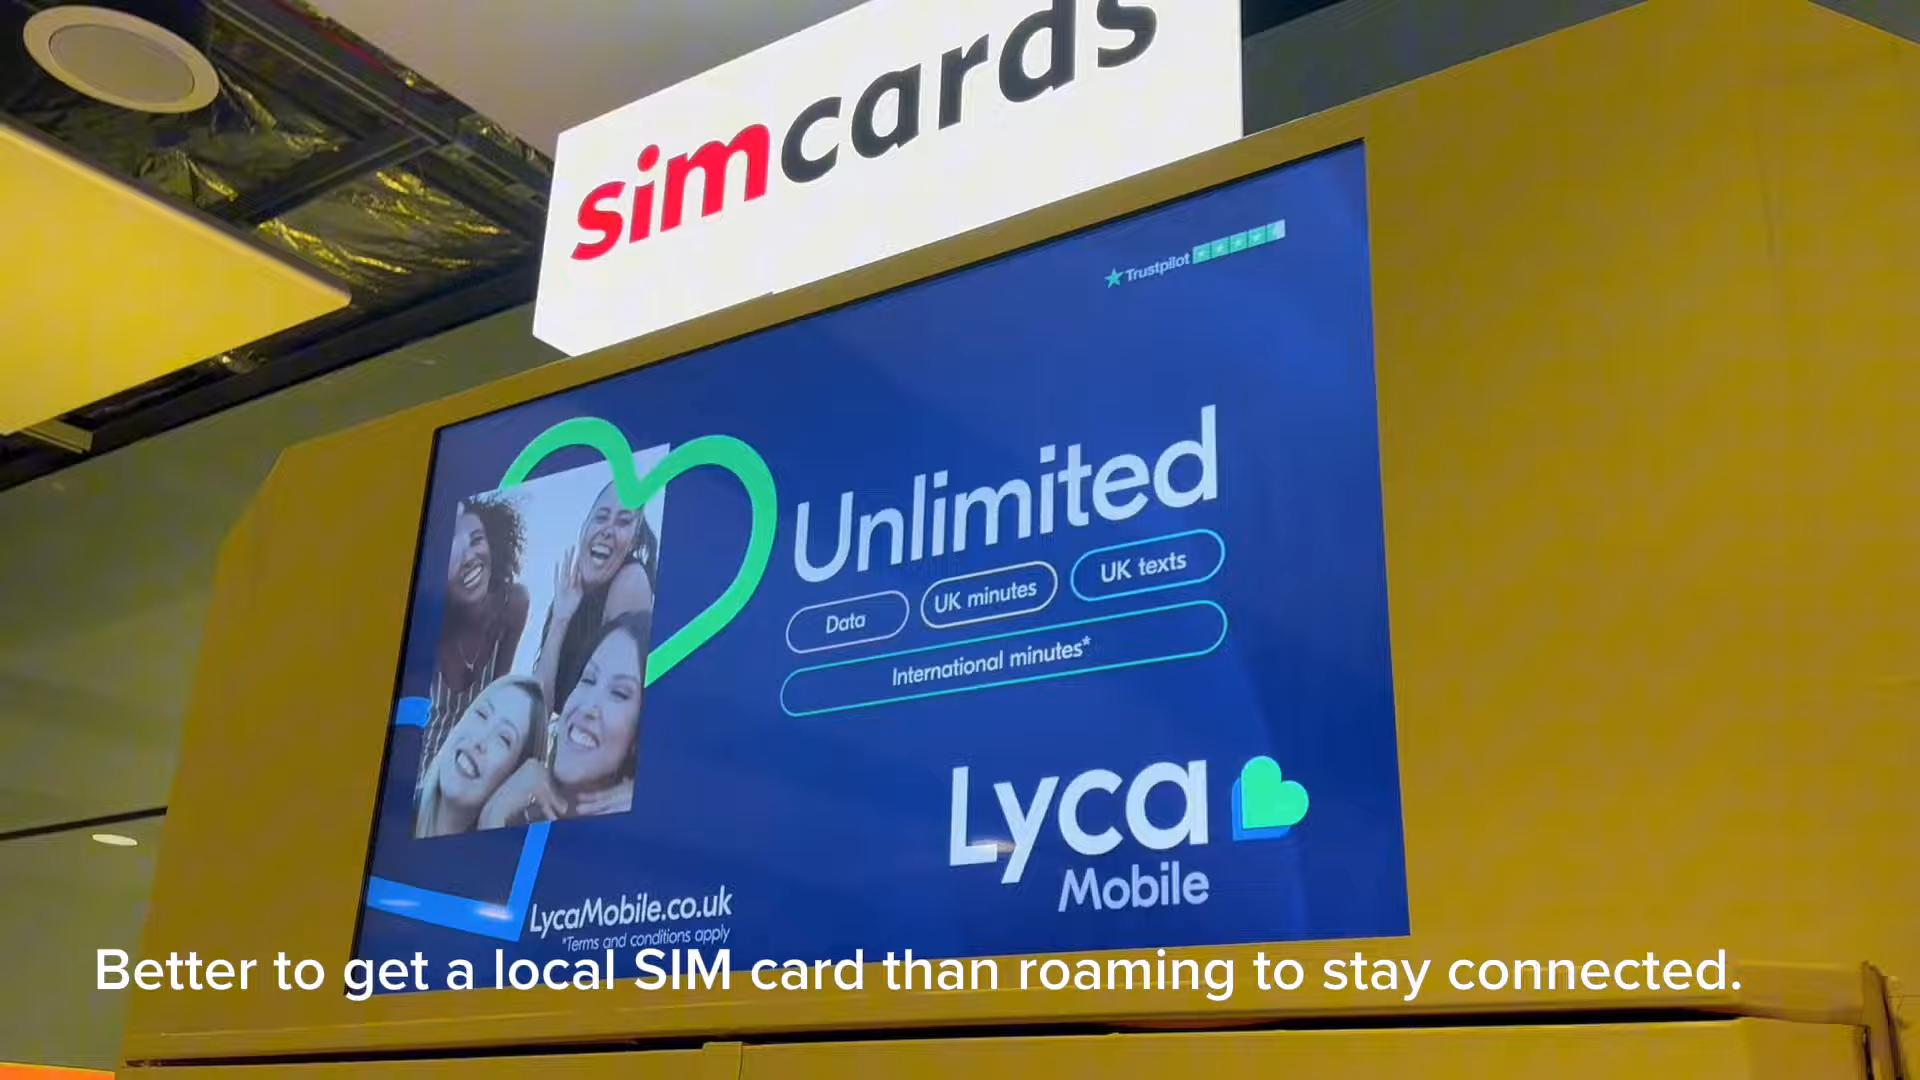 simcards
Trustpilot
Unlimited
Data
UK minutes
UK texts
International minutes*
Lyca
Mobile
LycaMobile.co.uk
*Terms and conditions apply
Better to get a local SIM card than roaming to stay connected.